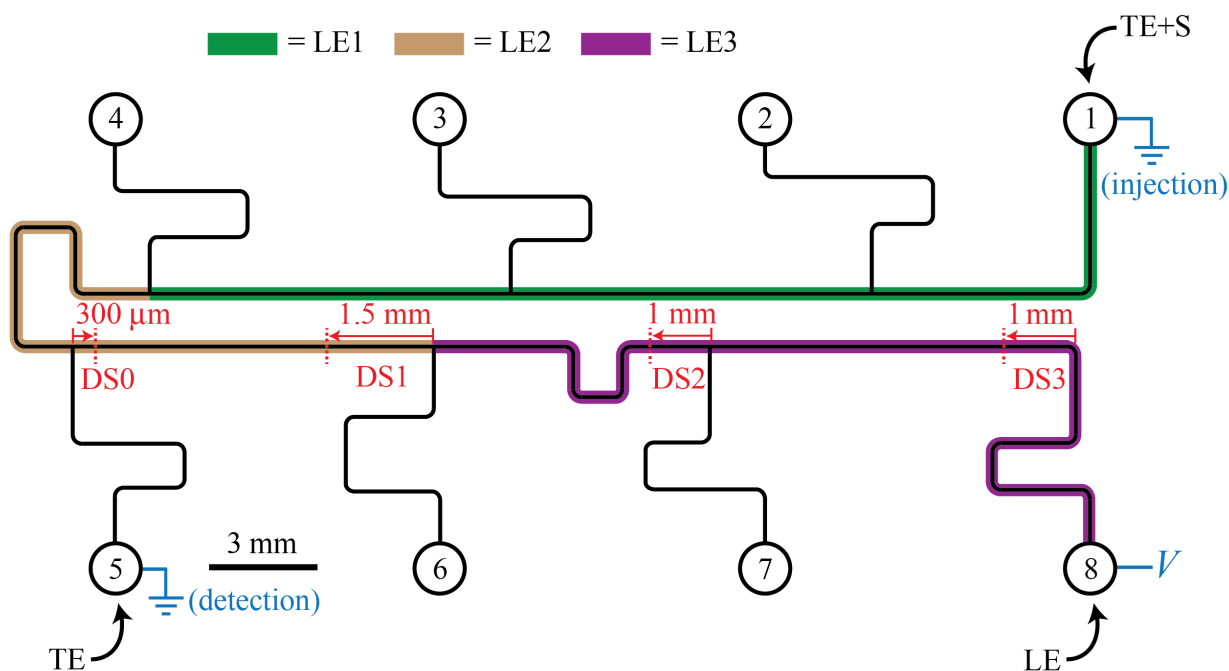 = LE1 = LE2 = LE3
TE+S
4 3 2 1
(injection)
300 μm 1.5 mm 1 mm 1 mm
DS0 DS1 DS2 DS3
3 mm
5 6 7 8 V
(detection)
TE LE